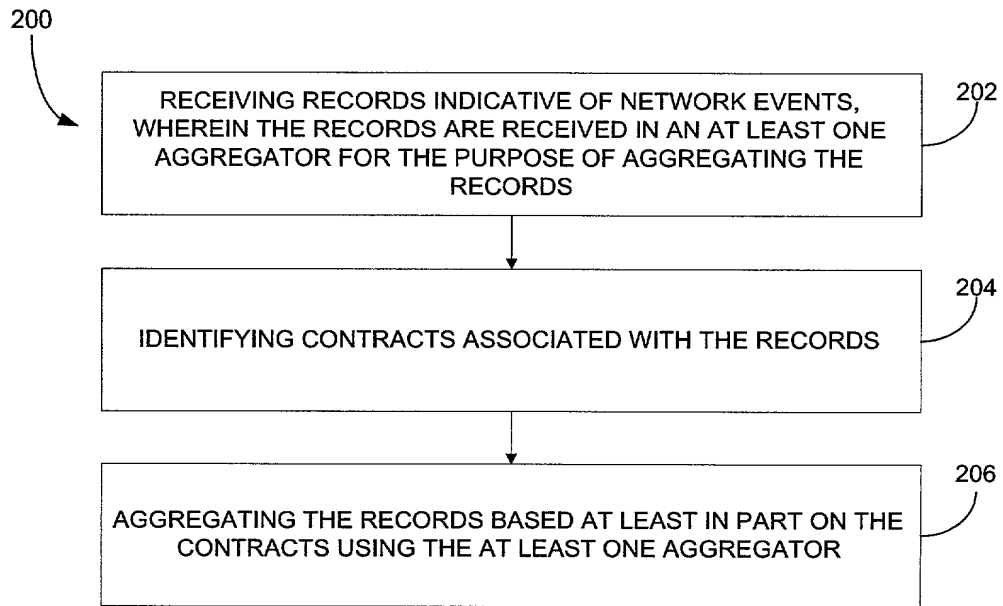 200
RECEIVING RECORDS INDICATIVE OF NETWORK EVENTS,
WHEREIN THE RECORDS ARE RECEIVED IN AN AT LEAST ONE
AGGREGATOR FOR THE PURPOSE OF AGGREGATING THE
RECORDS
202
IDENTIFYING CONTRACTS ASSOCIATED WITH THE RECORDS
204
AGGREGATING THE RECORDS BASED AT LEAST IN PART ON THE
CONTRACTS USING THE AT LEAST ONE AGGREGATOR
206